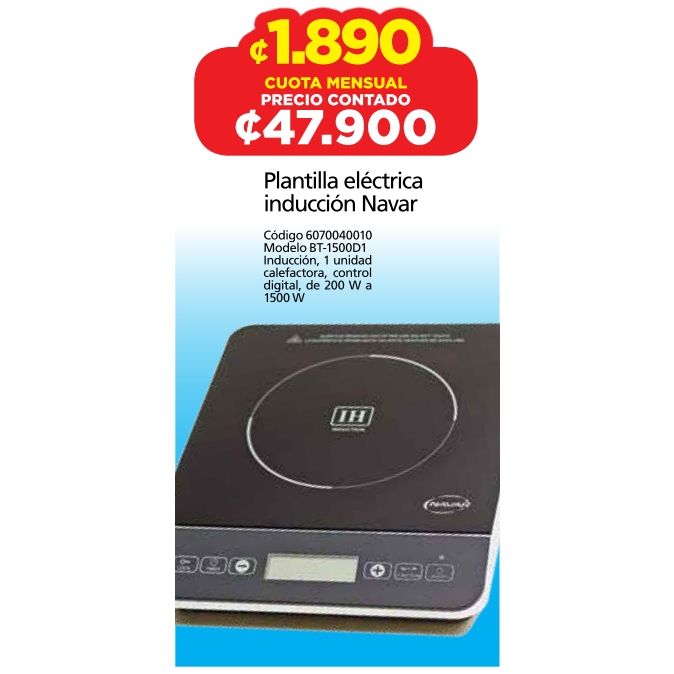 ¢1.890
CUOTA MENSUAL
PRECIO CONTADO
¢47.900
Plantilla eléctrica
inducción Navar
Código 6070040010
Modelo BT-1500D1
Inducción, 1 unidad
calefactora, control
digital, de 200 W a
1500 W
IH
INDUCTION